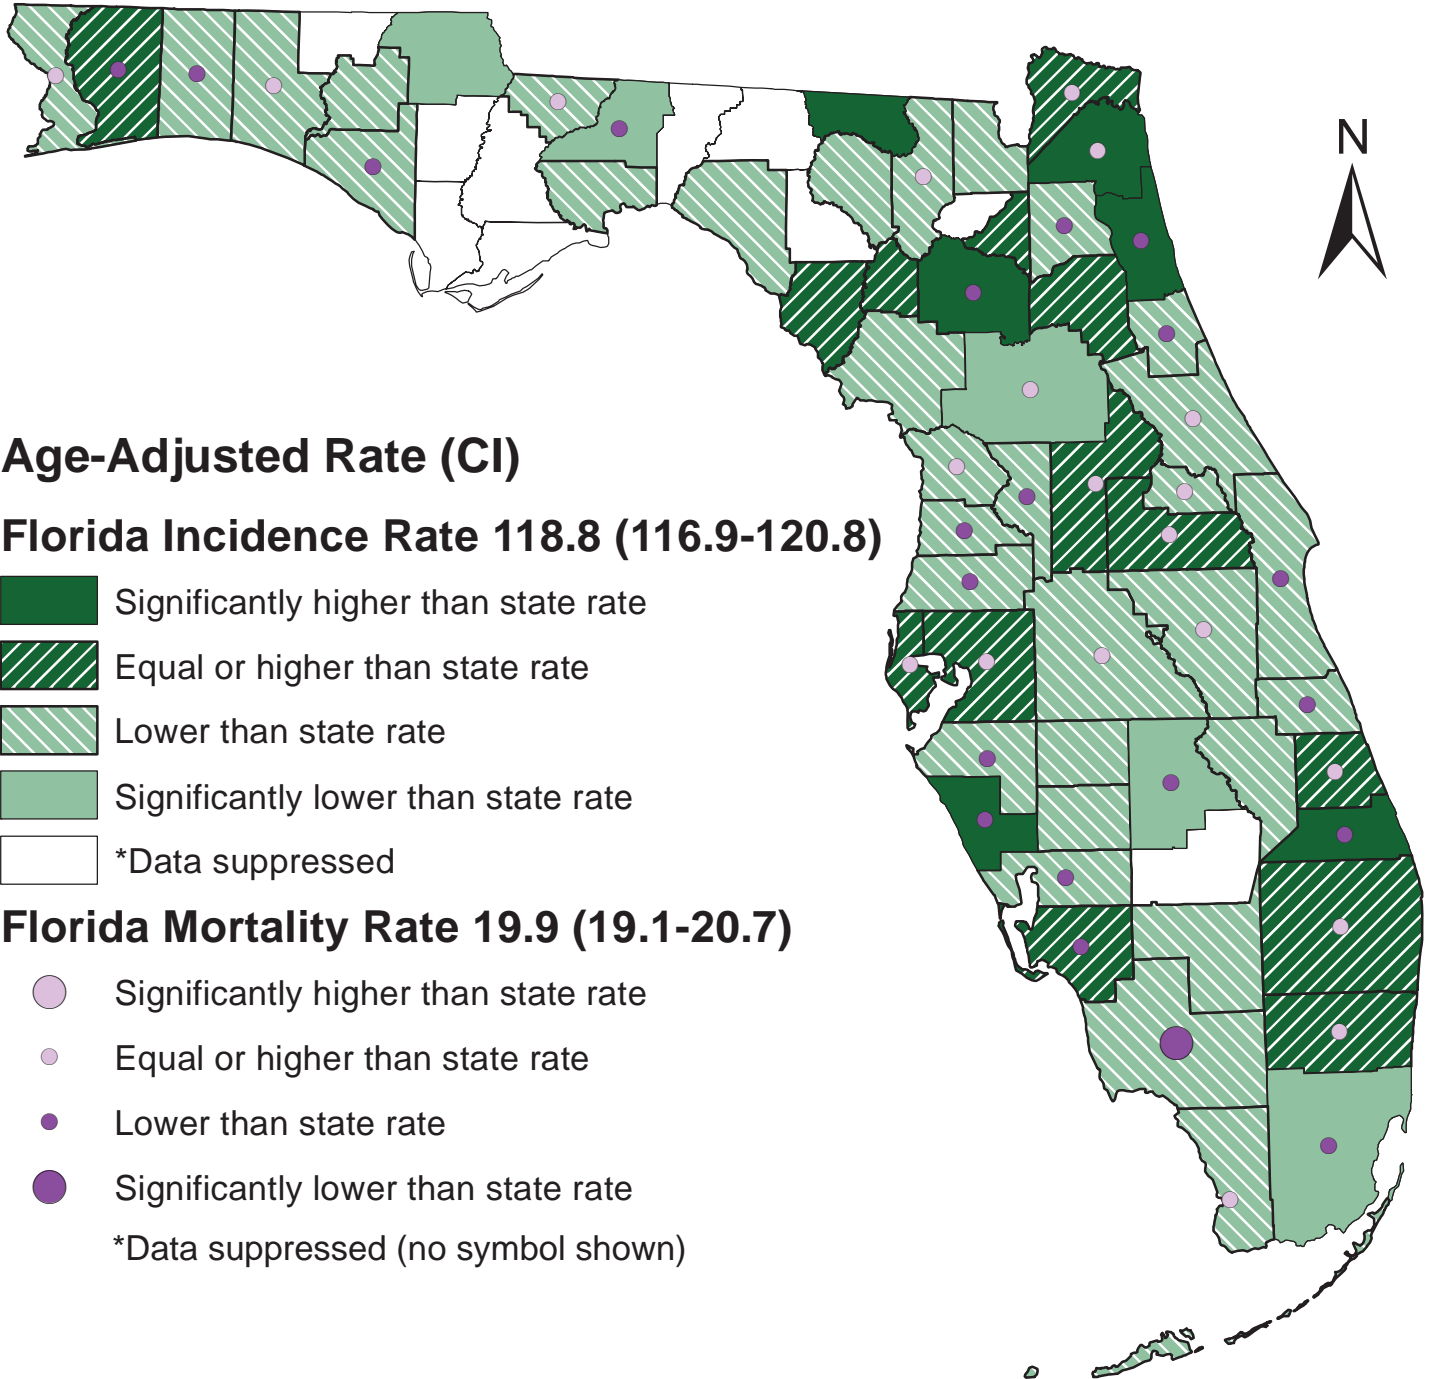 N
Age-Adjusted Rate (CI)
Florida Incidence Rate 118.8 (116.9-120.8)
Significantly higher than state rate
Equal or higher than state rate
Lower than state rate
Significantly lower than state rate
*Data suppressed
Florida Mortality Rate 19.9 (19.1-20.7)
Significantly higher than state rate
Equal or higher than state rate
Lower than state rate
Significantly lower than state rate
*Data suppressed (no symbol shown)